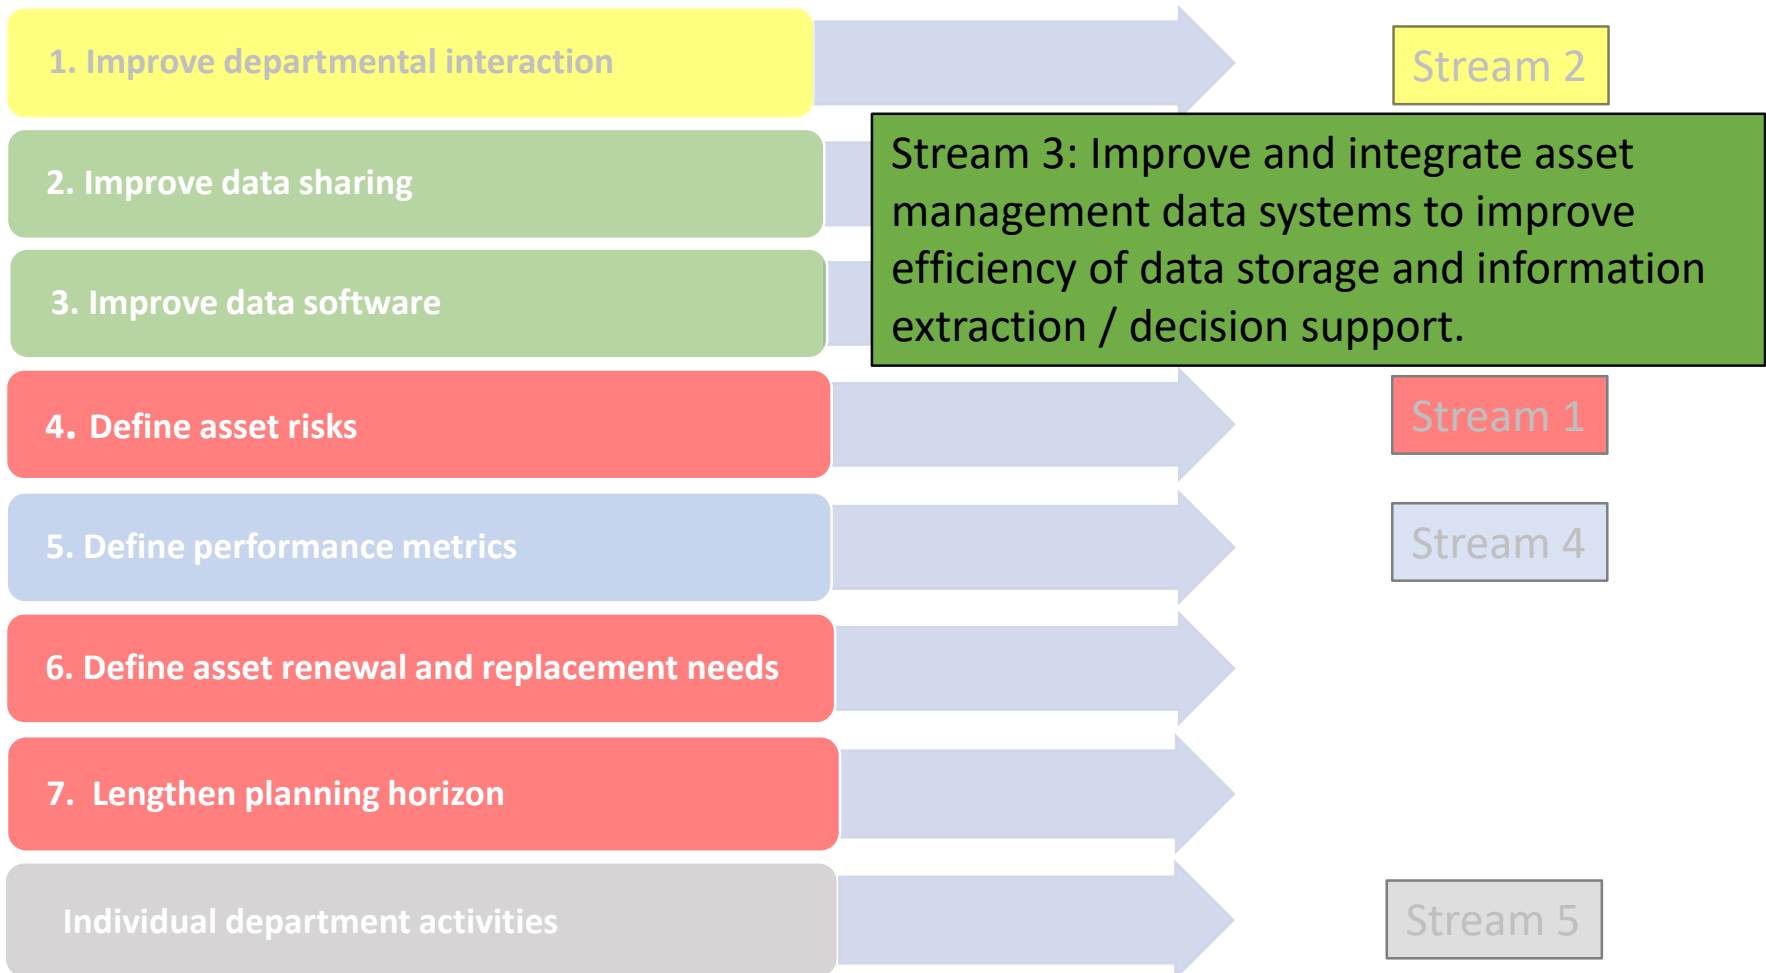 1. Improve departmental interaction
Stream 2
2. Improve data sharing
3. Improve data software
Stream 3: Improve and integrate asset
management data systems to improve
efficiency of data storage and information
extraction / decision support.
4. Define asset risks
Stream 1
5. Define performance metrics
Stream 4
6. Define asset renewal and replacement needs
7. Lengthen planning horizon
Individual department activities
Stream 5